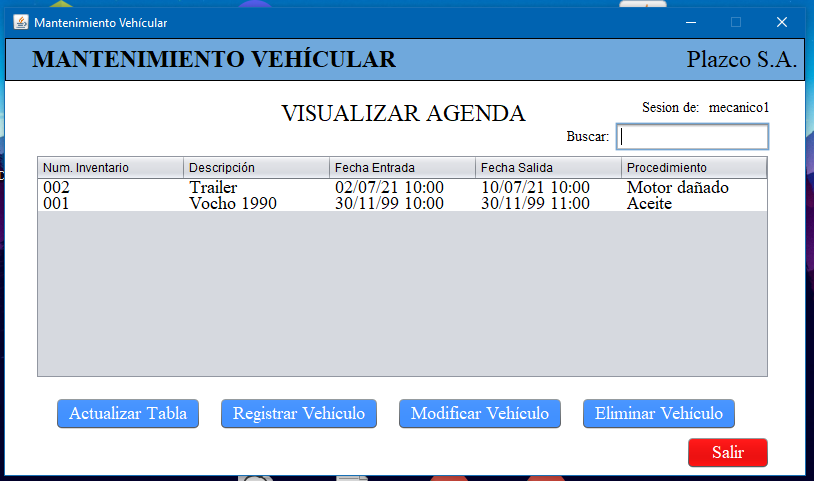 Mantenimiento Vehícular
MANTENIMIENTO VEHÍCULAR Plazco S.A.
Sesion de: mecanico1
VISUALIZAR AGENDA
Buscar:
Num. Inventario Descripción Fecha Entrada Fecha Salida Procedimiento
002 Trailer 02/07/21 10:00 10/07/21 10:00 Motor dañado
001 Vocho 1990 30/11/99 10:00 30/11/99 11:00 Aceite
Actualizar Tabla Registrar Vehículo Modificar Vehículo Eliminar Vehículo
Salir